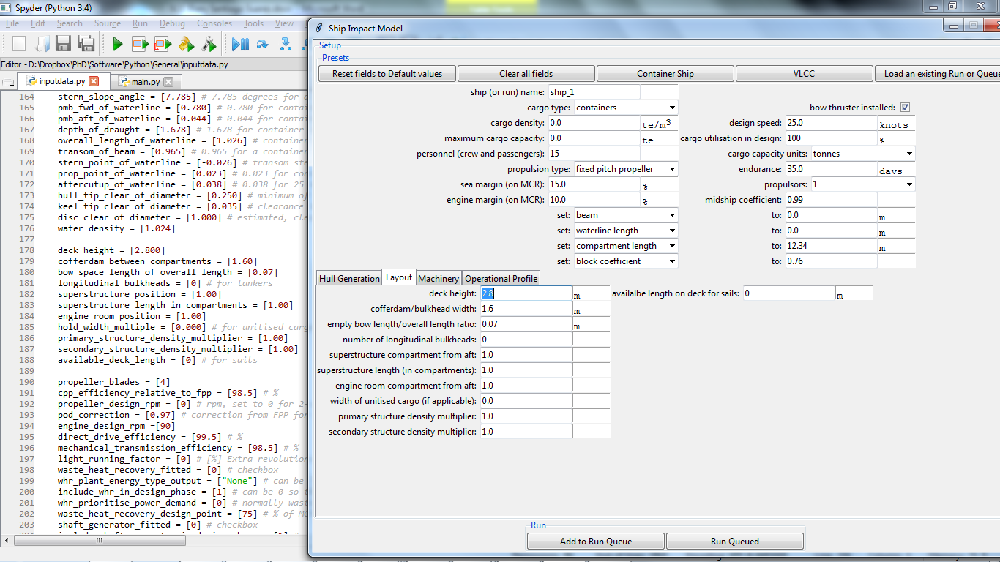 Spyder (Python 3.4)
File Edit Search Source Run Debug Consoles Tools View
Editor - D:\Dropbox\PhD\Software\Python\General\inputdata.py
inputdata.py main.py
164 stern_slope_angle = [7.785] # 7.785 degrees for a
165 pmb_fwd_of_waterline = [0.780] # 0.780 for contai
166 pmb_aft_of_waterline = [0.044] # 0.044 for contai
167 depth_of_draught = [1.678] # 1.678 for container
168 overall_length_of_waterline = [1.026] # container
169 transom_of_beam = [0.965] # 0.965 for a container
170 stern_point_of_waterline = [-0.026] # transom ste
171 prop_point_of_waterline = [0.023] # 0.023 for con
172 aftercutup_of_waterline = [0.038] # 0.038 for 25
173 hull_tip_clear_of_diameter = [0.250] # minimum of
174 keel_tip_clear_of_diameter = [0.035] # clearance
175 disc_clear_of_diameter = [1.000] # estimated, cle
176 water_density = [1.024]
177
178 deck_height = [2.800]
179 cofferdam_between_compartments = [1.60]
180 bow_space_length_of_overall_length = [0.07]
181 longitudinal_bulkheads = [0] # for tankers
182 superstructure_position = [1.00]
183 superstructure_length_in_compartments = [1.00]
184 engine_room_position = [1.00]
185 hold_width_multiple = [0.000] # for unitised carg
186 primary_structure_density_multiplier = [1.00]
187 secondary_structure_density_multiplier = [1.00]
188 available_deck_length = [0] # for sails
189
190 propeller_blades = [4]
191 cpp_efficiency_relative_to_fpp = [98.5] # %
192 propeller_design_rpm = [0] # rpm, set to 0 for 2-
193 pod_correction = [0.97] # correction from FPP for
194 engine_design_rpm =[90]
195 direct_drive_efficiency = [99.5] # %
196 mechanical_transmission_efficiency = [98.5] # %
197 light_running_factor = [0] # [%] Extra revolution
198 waste_heat_recovery_fitted = [0] # checkbox
199 whr_plant_energy_type_output = ["None"] # can be
200 include_whr_in_design_phase = [1] # can be 0 so t
201 whr_prioritise_power_demand = [0] # normally wast
202 waste_heat_recovery_design_point = [75] # % of MC
203 shaft_generator_fitted = [0] # checkbox
Ship Impact Model
Setup
Presets
Reset fields to Default values Clear all fields Container Ship VLCC Load an existing Run or Queue
ship (or run) name: ship_1
cargo type: containers bow thruster installed:
cargo density: 0.0 te/m³ design speed: 25.0 knots
maximum cargo capacity: 0.0 te cargo utilisation in design: 100 %
personnel (crew and passengers): 15 cargo capacity units: tonnes
propulsion type: fixed pitch propeller endurance: 35.0 days
sea margin (on MCR): 15.0 % propulsors: 1
engine margin (on MCR): 10.0 % midship coefficient: 0.99
set: beam to: 0.0 m
set: waterline length to: 0.0 m
set: compartment length to: 12.34 m
set: block coefficient to: 0.76
Hull Generation Layout Machinery Operational Profile
deck height: 2.8 m availalbe length on deck for sails: 0 m
cofferdam/bulkhead width: 1.6 m
empty bow length/overall length ratio: 0.07 m
number of longitudinal bulkheads: 0
superstructure compartment from aft: 1.0
superstructure length (in compartments): 1.0
engine room compartment from aft: 1.0
width of unitised cargo (if applicable): 0.0
primary structure density multiplier: 1.0
secondary structure density multiplier: 1.0
Run
Add to Run Queue Run Queued